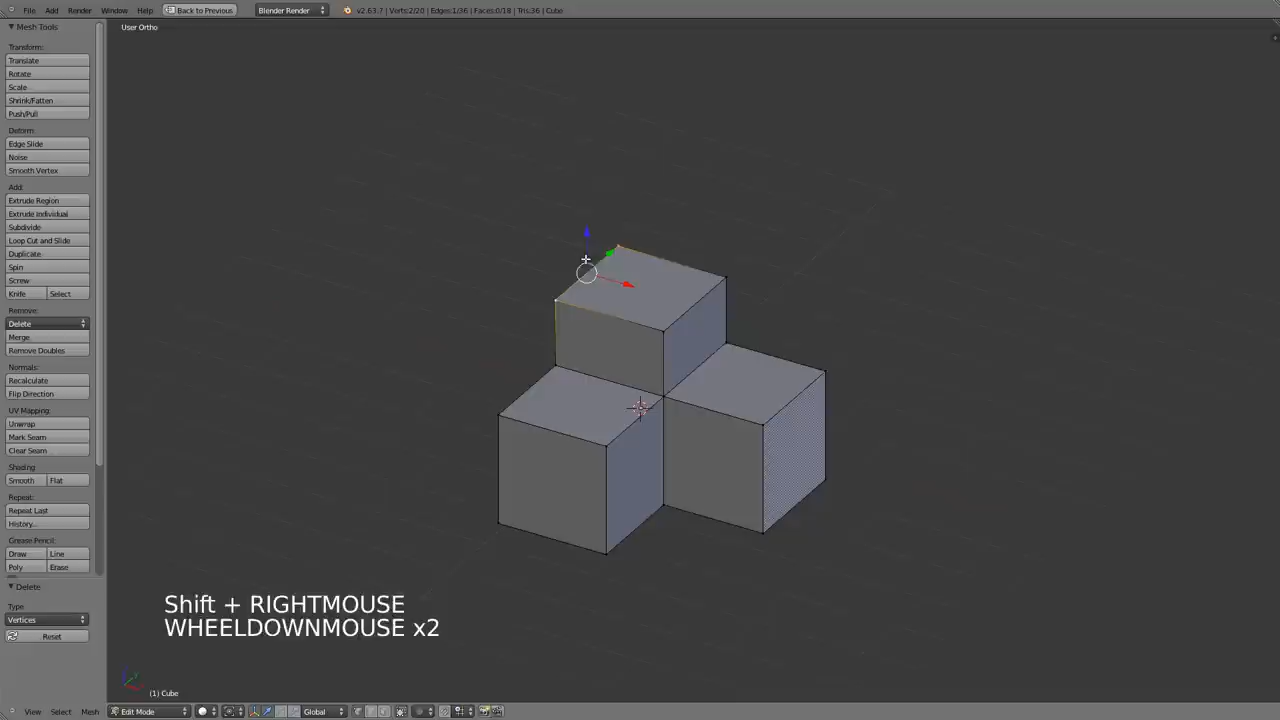 File Add Render Window Help Back to Previous Blender Render v2.63.7 | Verts:2/20 | Edges:1/36 | Faces:0/18 | Tris:36 | Cube
Mesh Tools
User Ortho
Transform:
Translate
Rotate
Scale
Shrink/Fatten
Push/Pull
Deform:
Edge Slide
Noise
Smooth Vertex
Add:
Extrude Region
Extrude Individual
Subdivide
Loop Cut and Slide
Duplicate
Spin
Screw
Knife Select
Remove:
Delete
Merge
Remove Doubles
Normals:
Recalculate
Flip Direction
UV Mapping:
Unwrap
Mark Seam
Clear Seam
Shading:
Smooth Flat
Repeat:
Repeat Last
History...
Grease Pencil:
Draw Line
Poly Erase
Delete
Type
Vertices
Reset
Shift + RIGHTMOUSE
WHEELDOWNMOUSE x2
(1) Cube
View Select Mesh Edit Mode Global